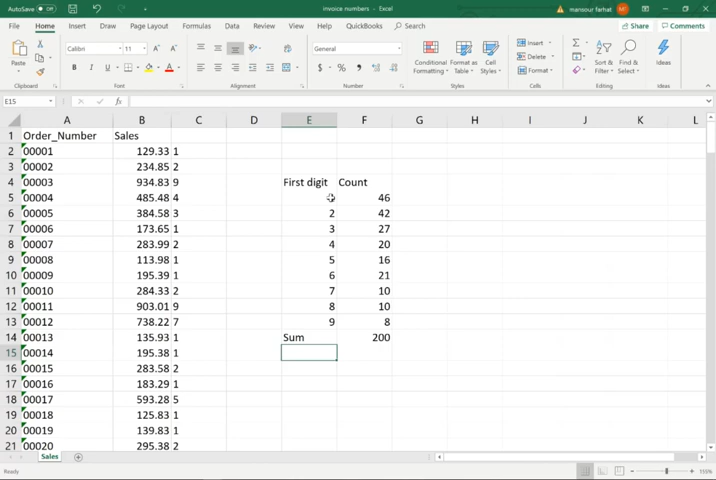 AutoSave Off invoice numbers - Excel mansour farhat MF
File Home Insert Draw Page Layout Formulas Data Review View Help QuickBooks Search Share Comments
Calibri 11 General Insert
Paste B I U A $ % Conditional Formatting Format as Table Cell Styles Delete Format Sort & Filter Find & Select Ideas
Clipboard Font Alignment Number Styles Cells Editing Ideas
E15 fx
A B C D E F G H I J K L
1 Order_Number Sales
2 00001 129.33 1
3 00002 234.85 2
4 00003 934.83 9 First digit Count
5 00004 485.48 4 46
6 00005 384.58 3 2 42
7 00006 173.65 1 3 27
8 00007 283.99 2 4 20
9 00008 113.98 1 5 16
10 00009 195.39 1 6 21
11 00010 284.33 2 7 10
12 00011 903.01 9 8 10
13 00012 738.22 7 9 8
14 00013 135.93 1 Sum 200
15 00014 195.38 1
16 00015 283.58 2
17 00016 183.29 1
18 00017 593.28 5
19 00018 125.83 1
20 00019 139.83 1
21 00020 295.38 2
Sales
Ready 155%